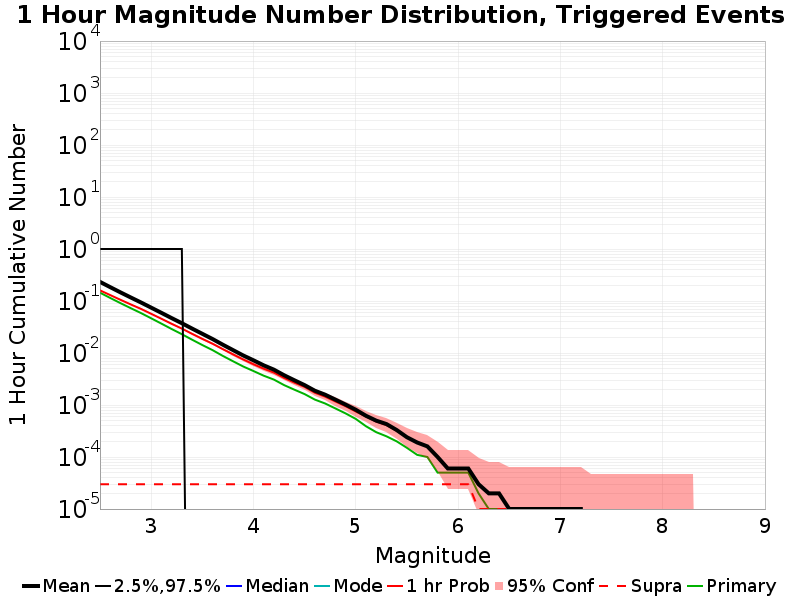 1 Hour Magnitude Number Distribution, Triggered Events
10^4
10^3
10^2
10^1
10^0
10^-1
10^-2
10^-3
10^-4
10^-5
1 Hour Cumulative Number
3 4 5 6 7 8 9
Magnitude
Mean 2.5%,97.5% Median Mode 1 hr Prob 95% Conf Supra Primary